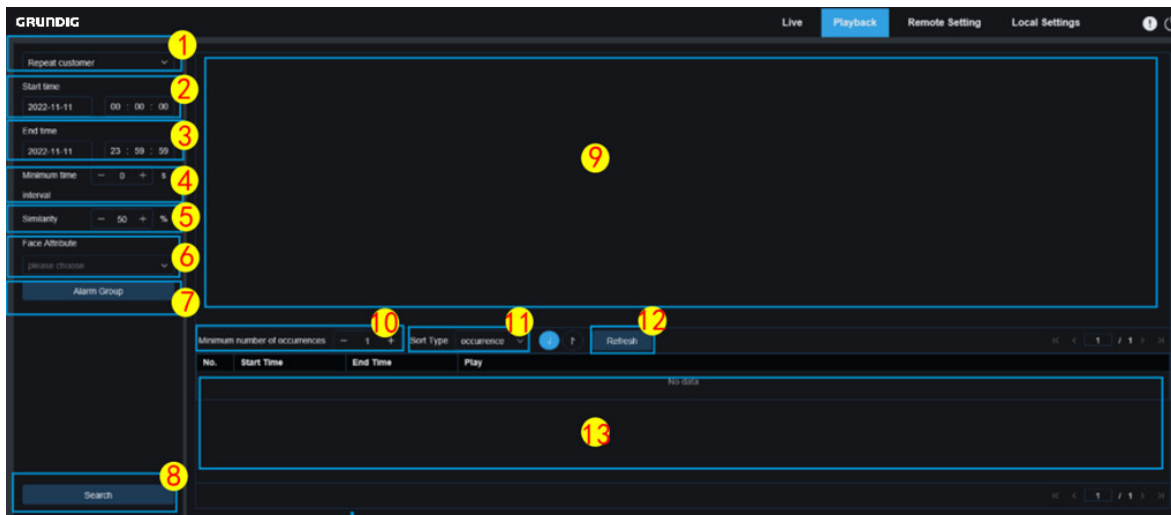 GRUNDIG Live Playback Remote Setting Local Settings
1
Repeat customer
2
Start time
2022-11-11 00 : 00 : 00
3
End time
2022-11-11 23 : 59 : 59
4
Minimum time − 0 + s
interval
5
Similarity − 50 + %
6
Face Attribute
please choose
7
Alarm Group
8
Search
9
10 11 12
Minimum number of occurrences − 1 + Sort Type occurrence Refresh 1 / 1
No. Start Time End Time Play
No data
13
1 / 1